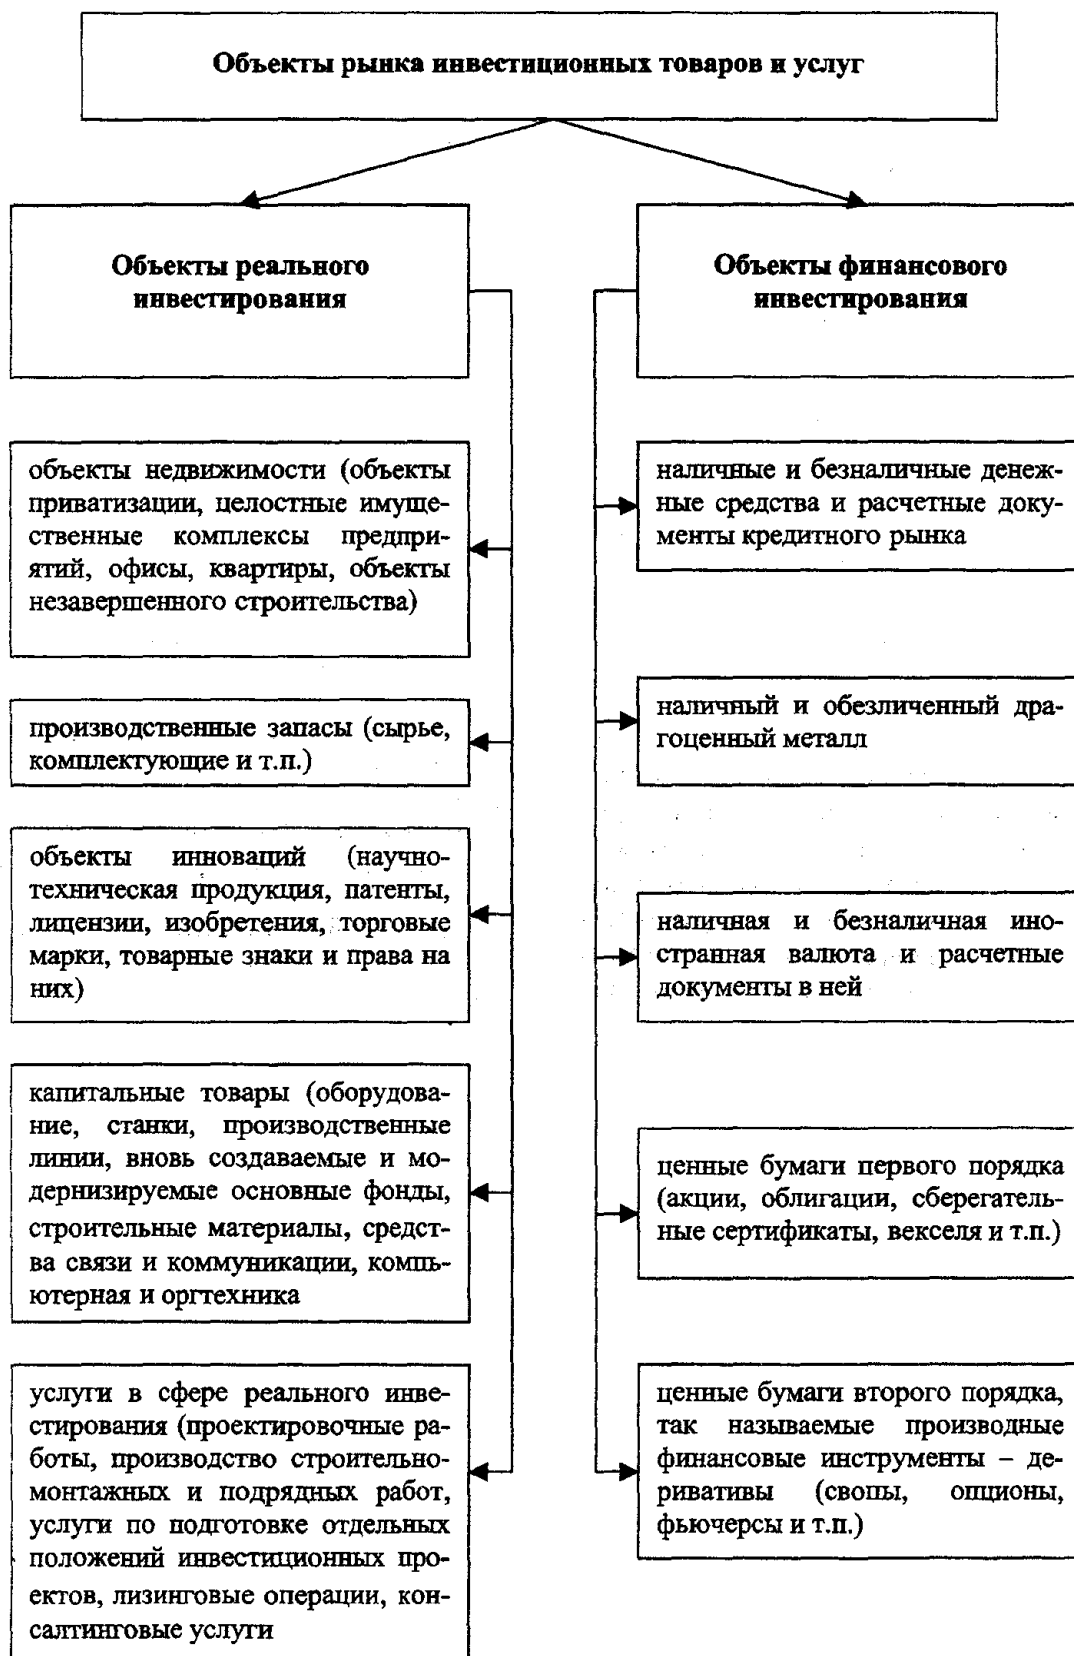 Объекты рынка инвестиционных товаров и услуг
Объекты реального
инвестирования
объекты недвижимости (объекты
приватизации, целостные имуще-
ственные комплексы предпри-
ятий, офисы, квартиры, объекты
незавершенного строительства)
производственные запасы (сырье,
комплектующие и т.п.)
объекты инноваций (научно-
техническая продукция, патенты,
лицензии, изобретения, торговые
марки, товарные знаки и права на
них)
капитальные товары (оборудова-
ние, станки, производственные
линии, вновь создаваемые и мо-
дернизируемые основные фонды,
строительные материалы, средст-
ва связи и коммуникации, компь-
ютерная и оргтехника
услуги в сфере реального инве-
стирования (проектировочные ра-
боты, производство строительно-
монтажных и подрядных работ,
услуги по подготовке отдельных
положений инвестиционных про-
ектов, лизинговые операции, кон-
салтинговые услуги
Объекты финансового
инвестирования
наличные и безналичные денеж-
ные средства и расчетные доку-
менты кредитного рынка
наличный и обезличенный дра-
гоценный металл
наличная и безналичная ино-
странная валюта и расчетные
документы в ней
ценные бумаги первого порядка
(акции, облигации, сберегатель-
ные сертификаты, векселя и т.п.)
ценные бумаги второго порядка,
так называемые производные
финансовые инструменты – де-
ривативы (свопы, опционы,
фьючерсы и т.п.)